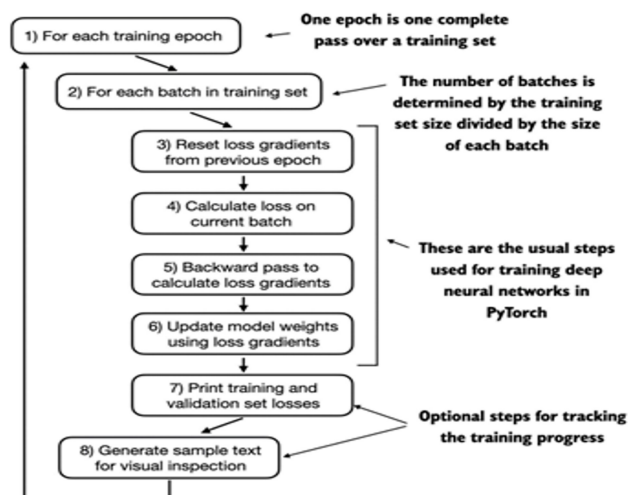 1) For each training epoch
One epoch is one complete
pass over a training set
2) For each batch in training set
The number of batches is
determined by the training
set size divided by the size
of each batch
3) Reset loss gradients
from previous epoch
4) Calculate loss on
current batch
5) Backward pass to
calculate loss gradients
6) Update model weights
using loss gradients
These are the usual steps
used for training deep
neural networks in
PyTorch
7) Print training and
validation set losses
8) Generate sample text
for visual inspection
Optional steps for tracking
the training progress